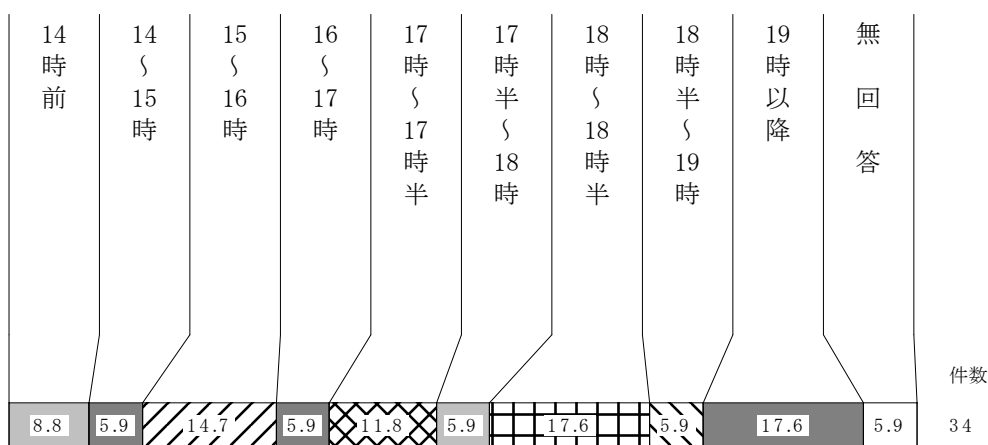 14時前
14〜15時
15〜16時
16〜17時
17時〜17時半
17時半〜18時
18時〜18時半
18時半〜19時
19時以降
無回答
件数
8.8
5.9
14.7
5.9
11.8
5.9
17.6
5.9
17.6
5.9
34